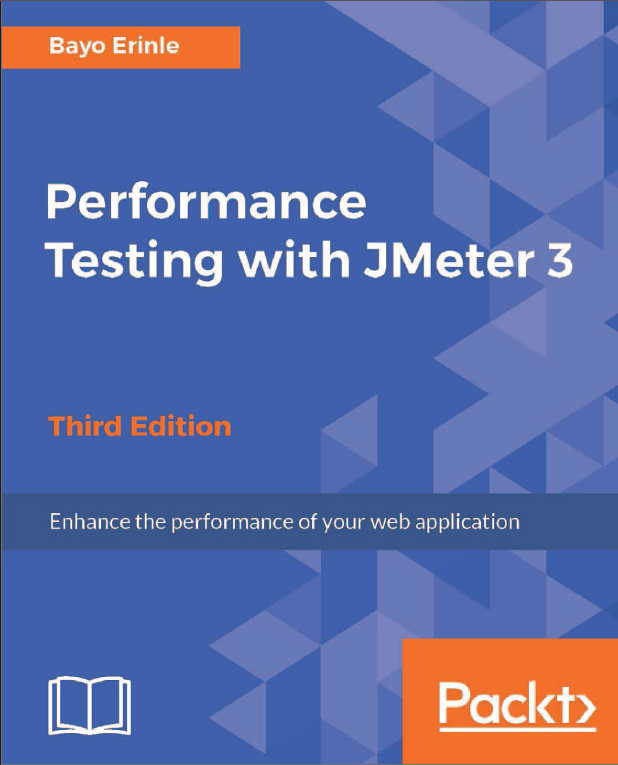 Bayo Erinle
Performance
Testing with JMeter 3
Third Edition
Enhance the performance of your web application
Packt>